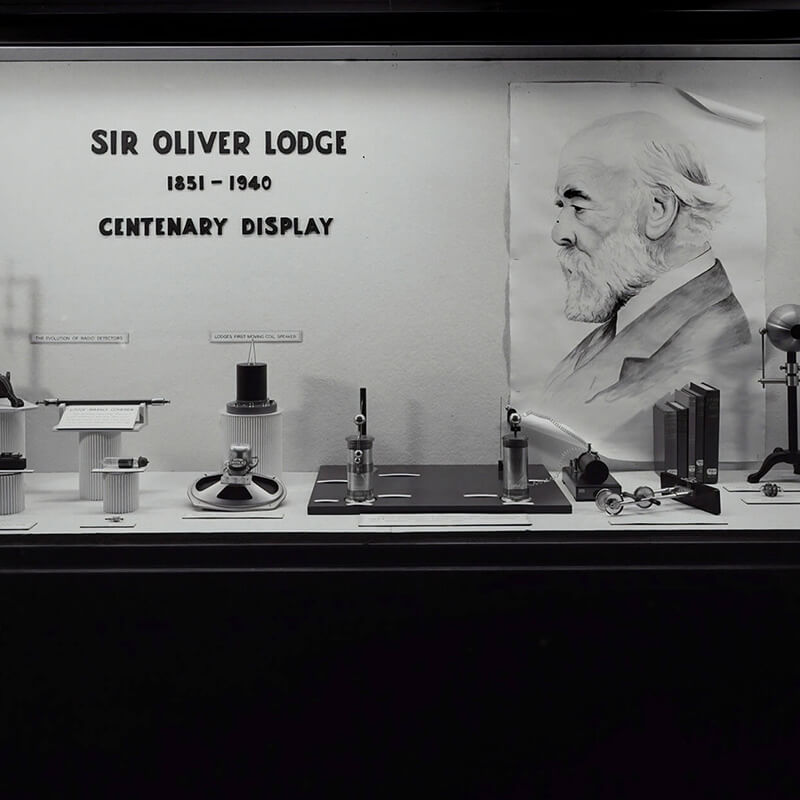 SIR OLIVER LODGE
1851 – 1940
CENTENARY DISPLAY
THE EVOLUTION OF RADIO DETECTORS
LODGE'S FIRST MOVING COIL SPEAKER